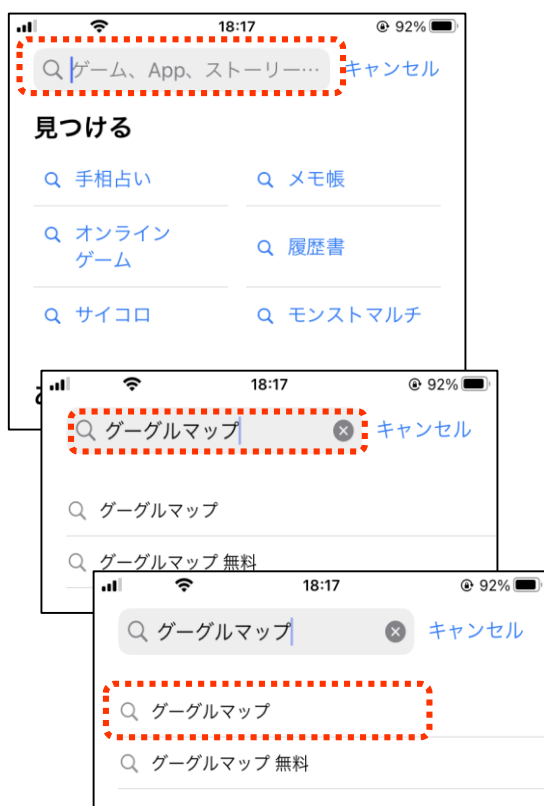 18:17
92%
ゲーム、App、ストーリー…
キャンセル
見つける
手相占い
メモ帳
オンライン
ゲーム
履歴書
サイコロ
モンストマルチ
18:17
92%
グーグルマップ
キャンセル
グーグルマップ
グーグルマップ 無料
18:17
92%
グーグルマップ
キャンセル
グーグルマップ
グーグルマップ 無料